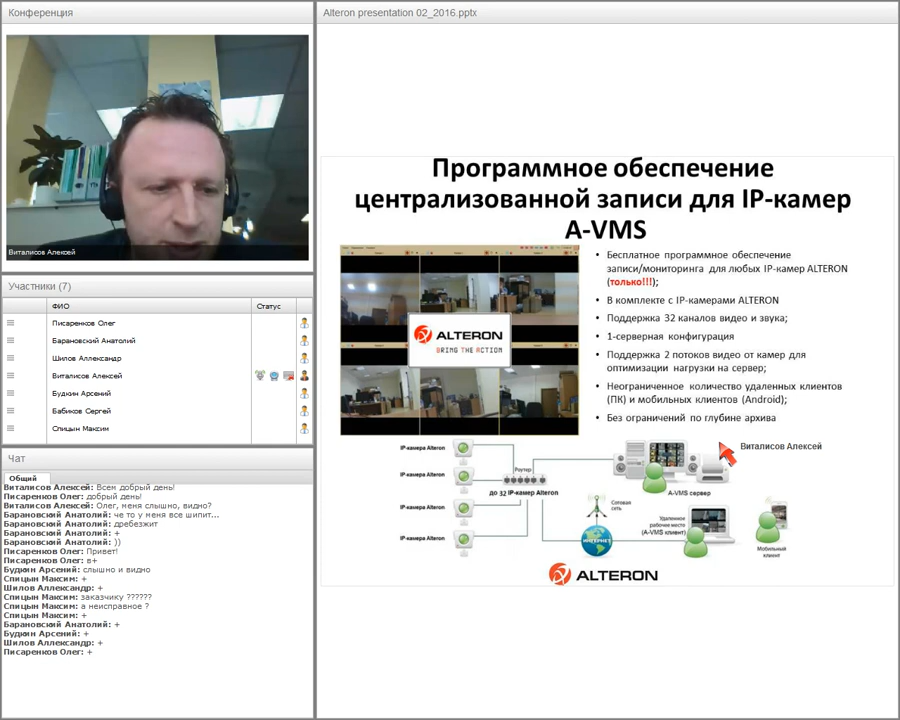 Конференция
Виталисов Алексей
Участники (7)
ФИО
Статус
Писаренков Олег
Барановский Анатолий
Шилов Аллександр
Виталисов Алексей
Будкин Арсений
Бабиков Сергей
Спицын Максим
Чат
Общий
Виталисов Алексей: Всем добрый день!
Писаренков Олег: добрый день!
Виталисов Алексей: Олег, меня слышно, видно?
Барановский Анатолий: че то у меня все шипит...
Барановский Анатолий: дребезжит
Барановский Анатолий: +
Барановский Анатолий: ))
Писаренков Олег: Привет!
Писаренков Олег: в+
Будкин Арсений: слышно и видно
Спицын Максим: +
Шилов Аллександр: +
Спицын Максим: заказчику ??????
Спицын Максим: а неисправное ?
Спицын Максим: +
Барановский Анатолий: +
Будкин Арсений: +
Шилов Аллександр: +
Писаренков Олег: +
Alteron presentation 02_2016.pptx
Программное обеспечение
централизованной записи для IP-камер
A-VMS
ALTERON
BRING THE ACTION
• Бесплатное программное обеспечение
записи/мониторинга для любых IP-камер ALTERON
(только!!!);
• В комплекте с IP-камерами ALTERON
• Поддержка 32 каналов видео и звука;
• 1-серверная конфигурация
• Поддержка 2 потоков видео от камер для
оптимизации нагрузки на сервер;
• Неограниченное количество удаленных клиентов
(ПК) и мобильных клиентов (Android);
• Без ограничений по глубине архива
IP-камера Alteron
IP-камера Alteron
IP-камера Alteron
IP-камера Alteron
Роутер
до 32 IP-камер Alteron
Виталисов Алексей
A-VMS сервер
Сотовая
сеть
ИНТЕРНЕТ
Удаленное
рабочее место
(A-VMS клиент)
Мобильный
клиент
ALTERON